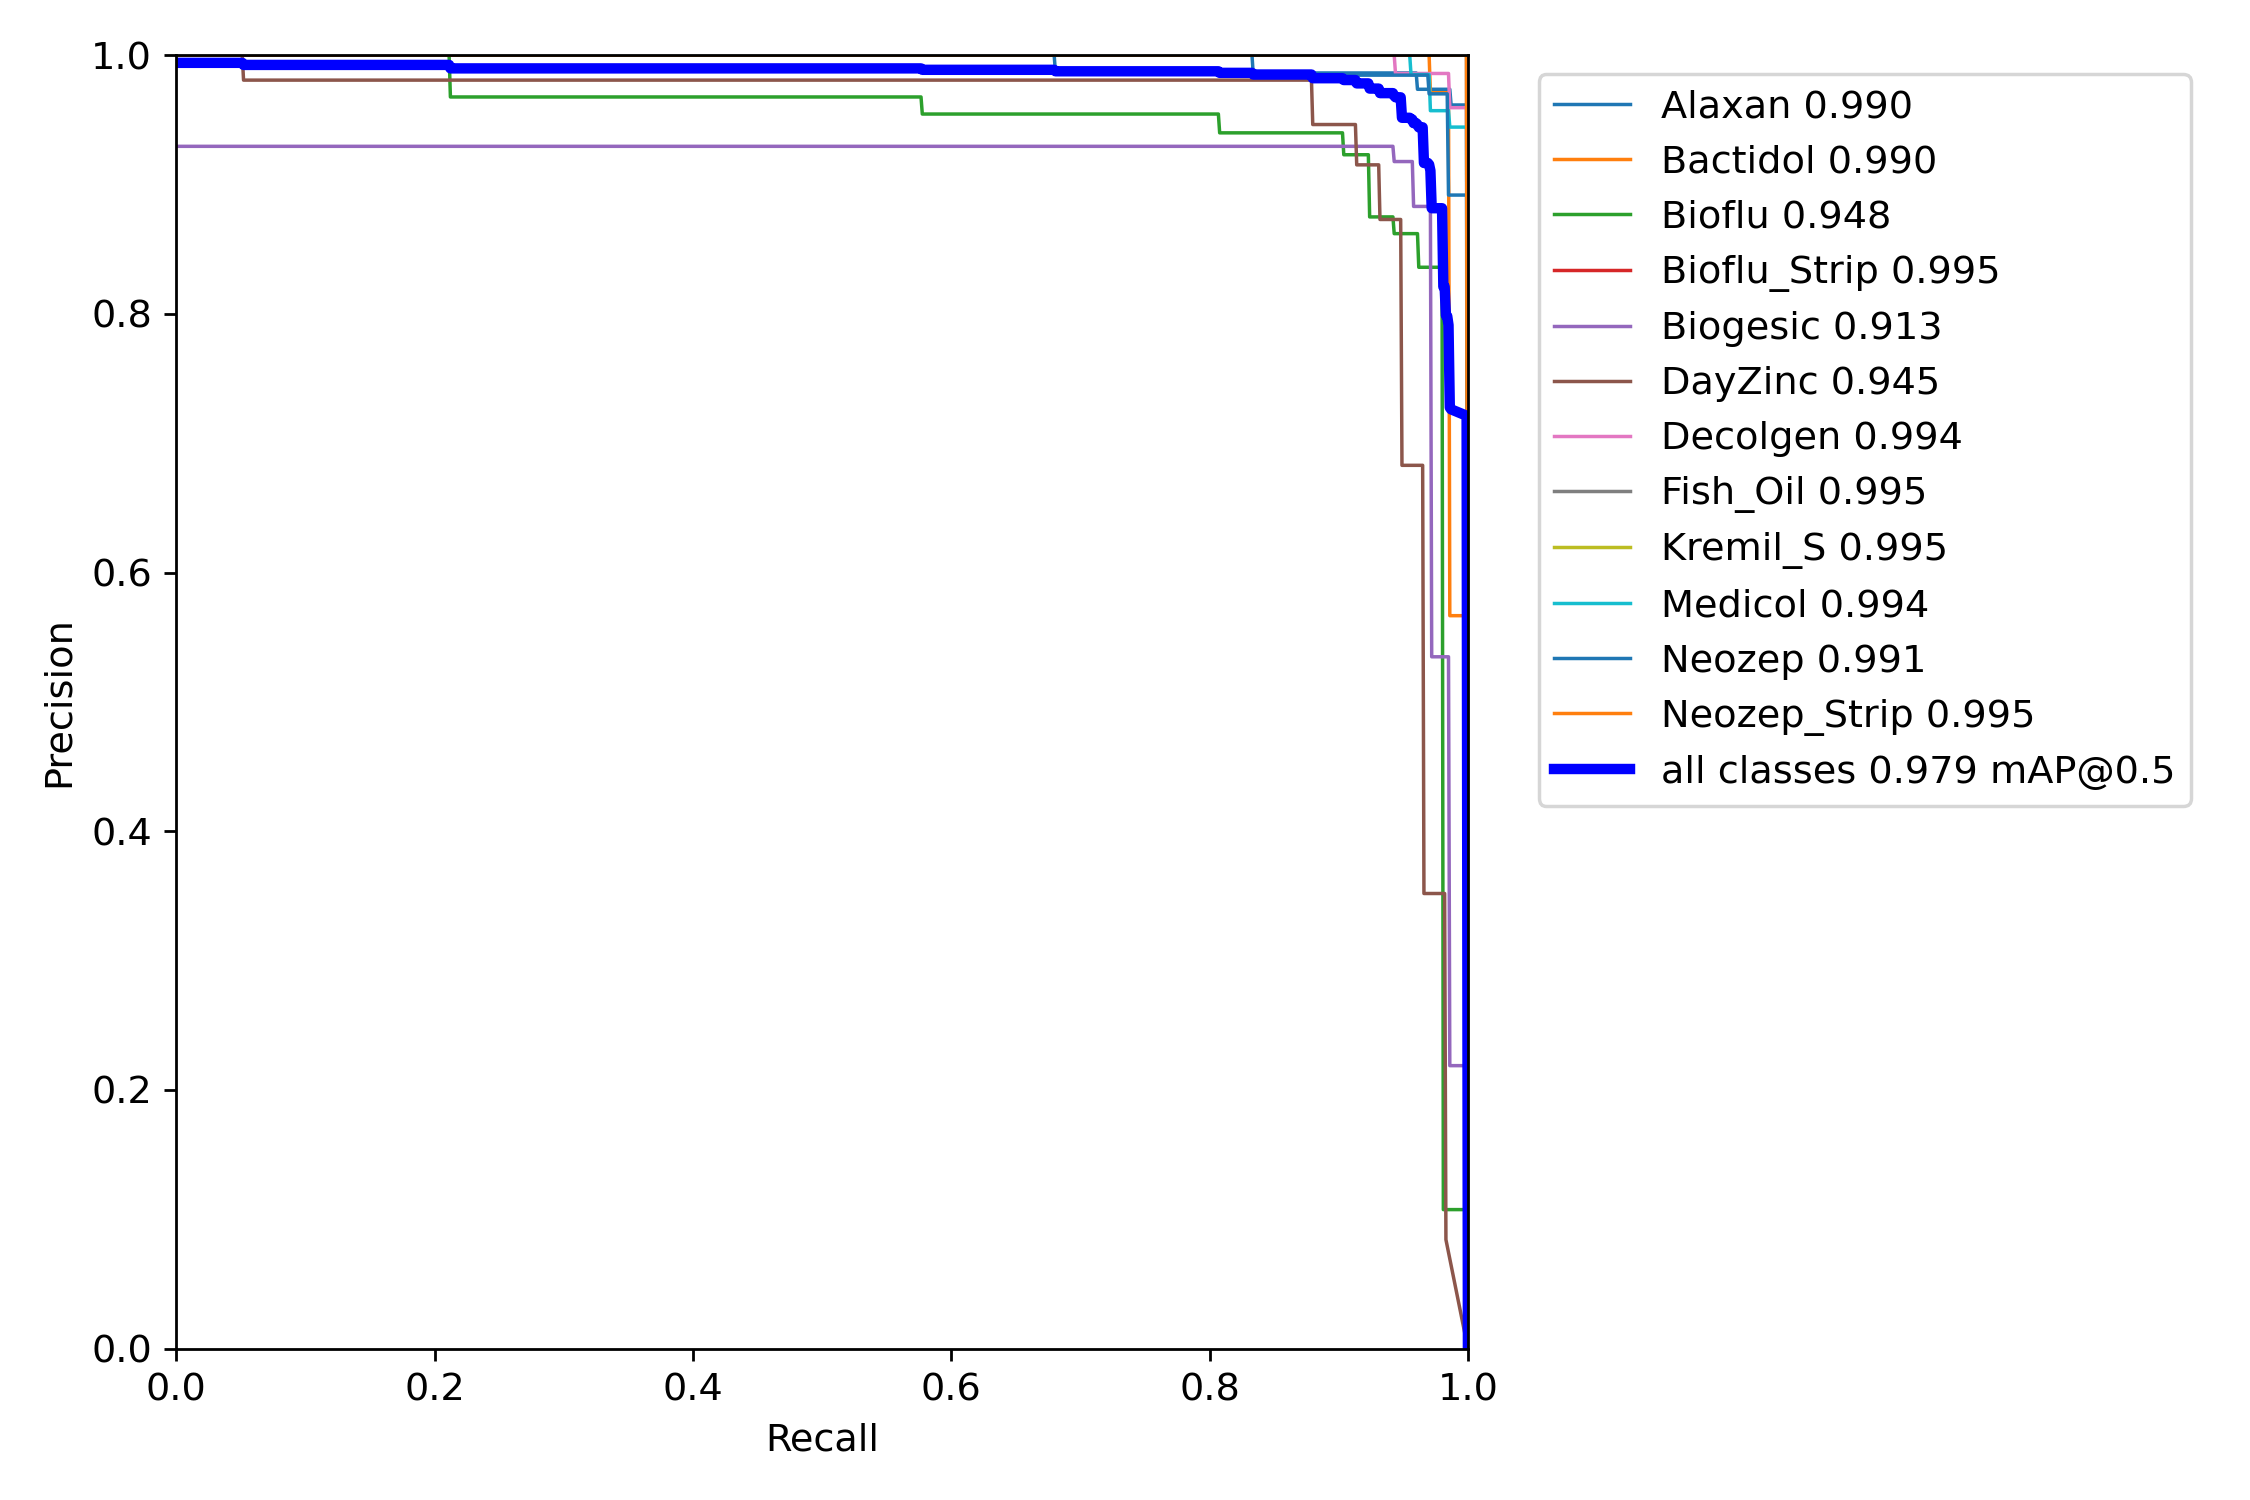 1.0
0.8
0.6
0.4
0.2
0.0
0.0 0.2 0.4 0.6 0.8 1.0
Precision
Recall
Alaxan 0.990
Bactidol 0.990
Bioflu 0.948
Bioflu_Strip 0.995
Biogesic 0.913
DayZinc 0.945
Decolgen 0.994
Fish_Oil 0.995
Kremil_S 0.995
Medicol 0.994
Neozep 0.991
Neozep_Strip 0.995
all classes 0.979 mAP@0.5